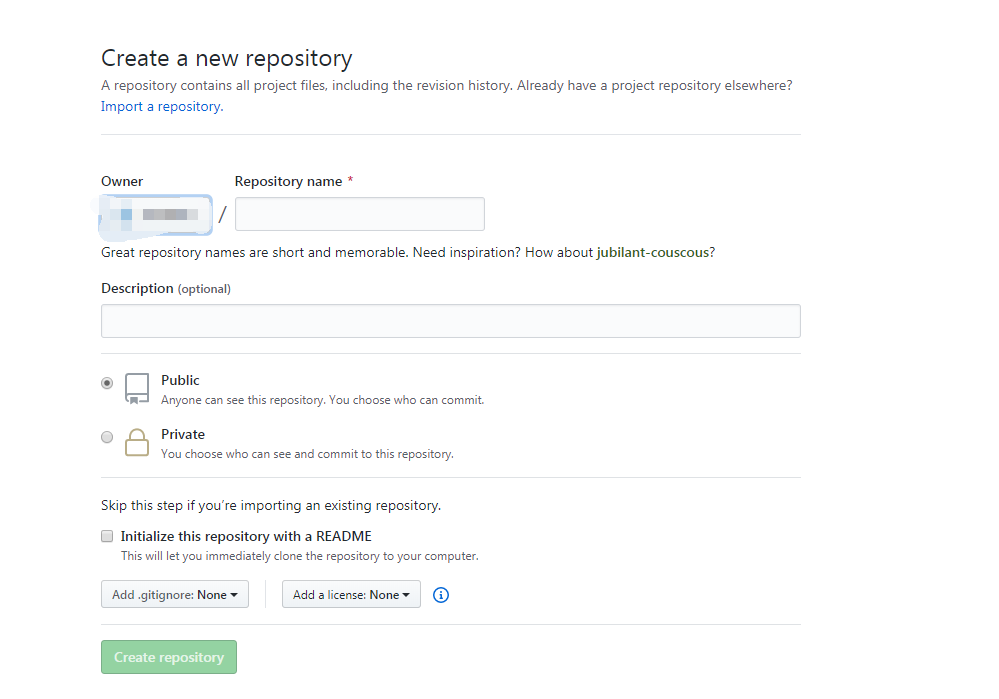 Create a new repository
A repository contains all project files, including the revision history. Already have a project repository elsewhere?
Import a repository.
Owner
Repository name *
/
Great repository names are short and memorable. Need inspiration? How about jubilant-couscous?
Description (optional)
Public
Anyone can see this repository. You choose who can commit.
Private
You choose who can see and commit to this repository.
Skip this step if you’re importing an existing repository.
Initialize this repository with a README
This will let you immediately clone the repository to your computer.
Add .gitignore: None
Add a license: None
Create repository